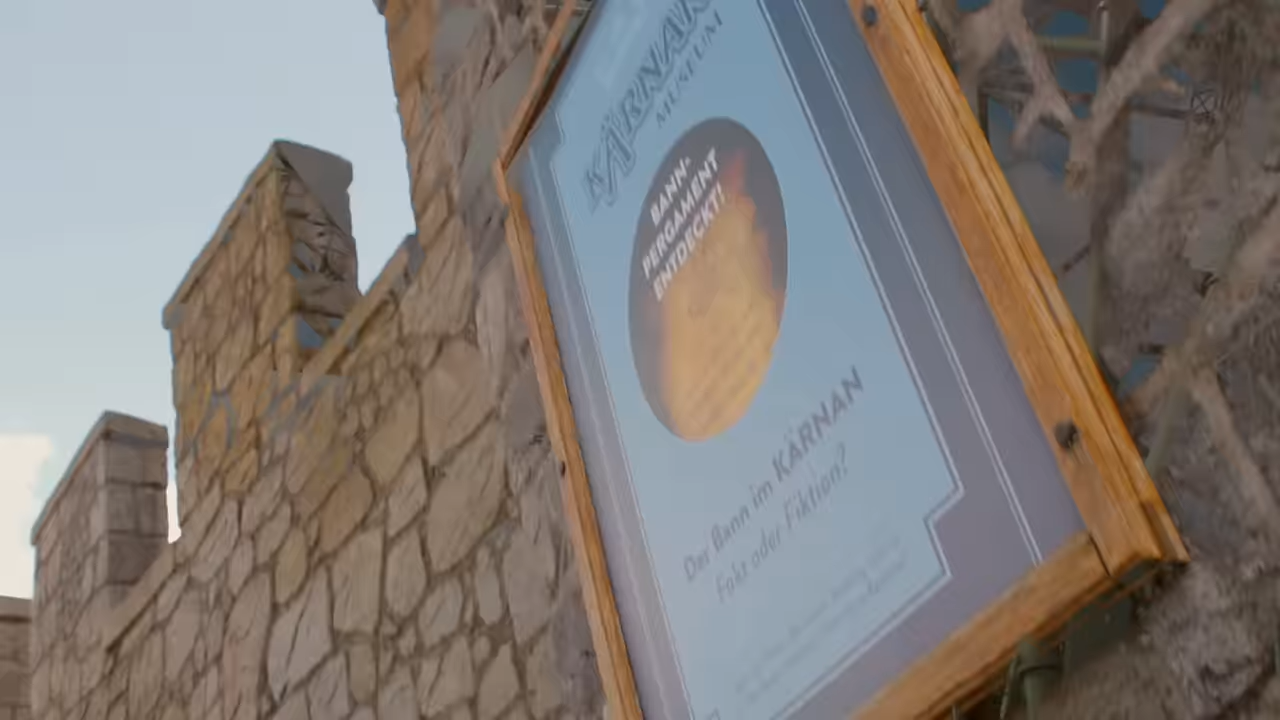 KÄRNAN
MUSEUM
BANN-
PERGAMENT
ENTDECKT!
Der Bann im KÄRNAN
Fakt oder Fiktion?